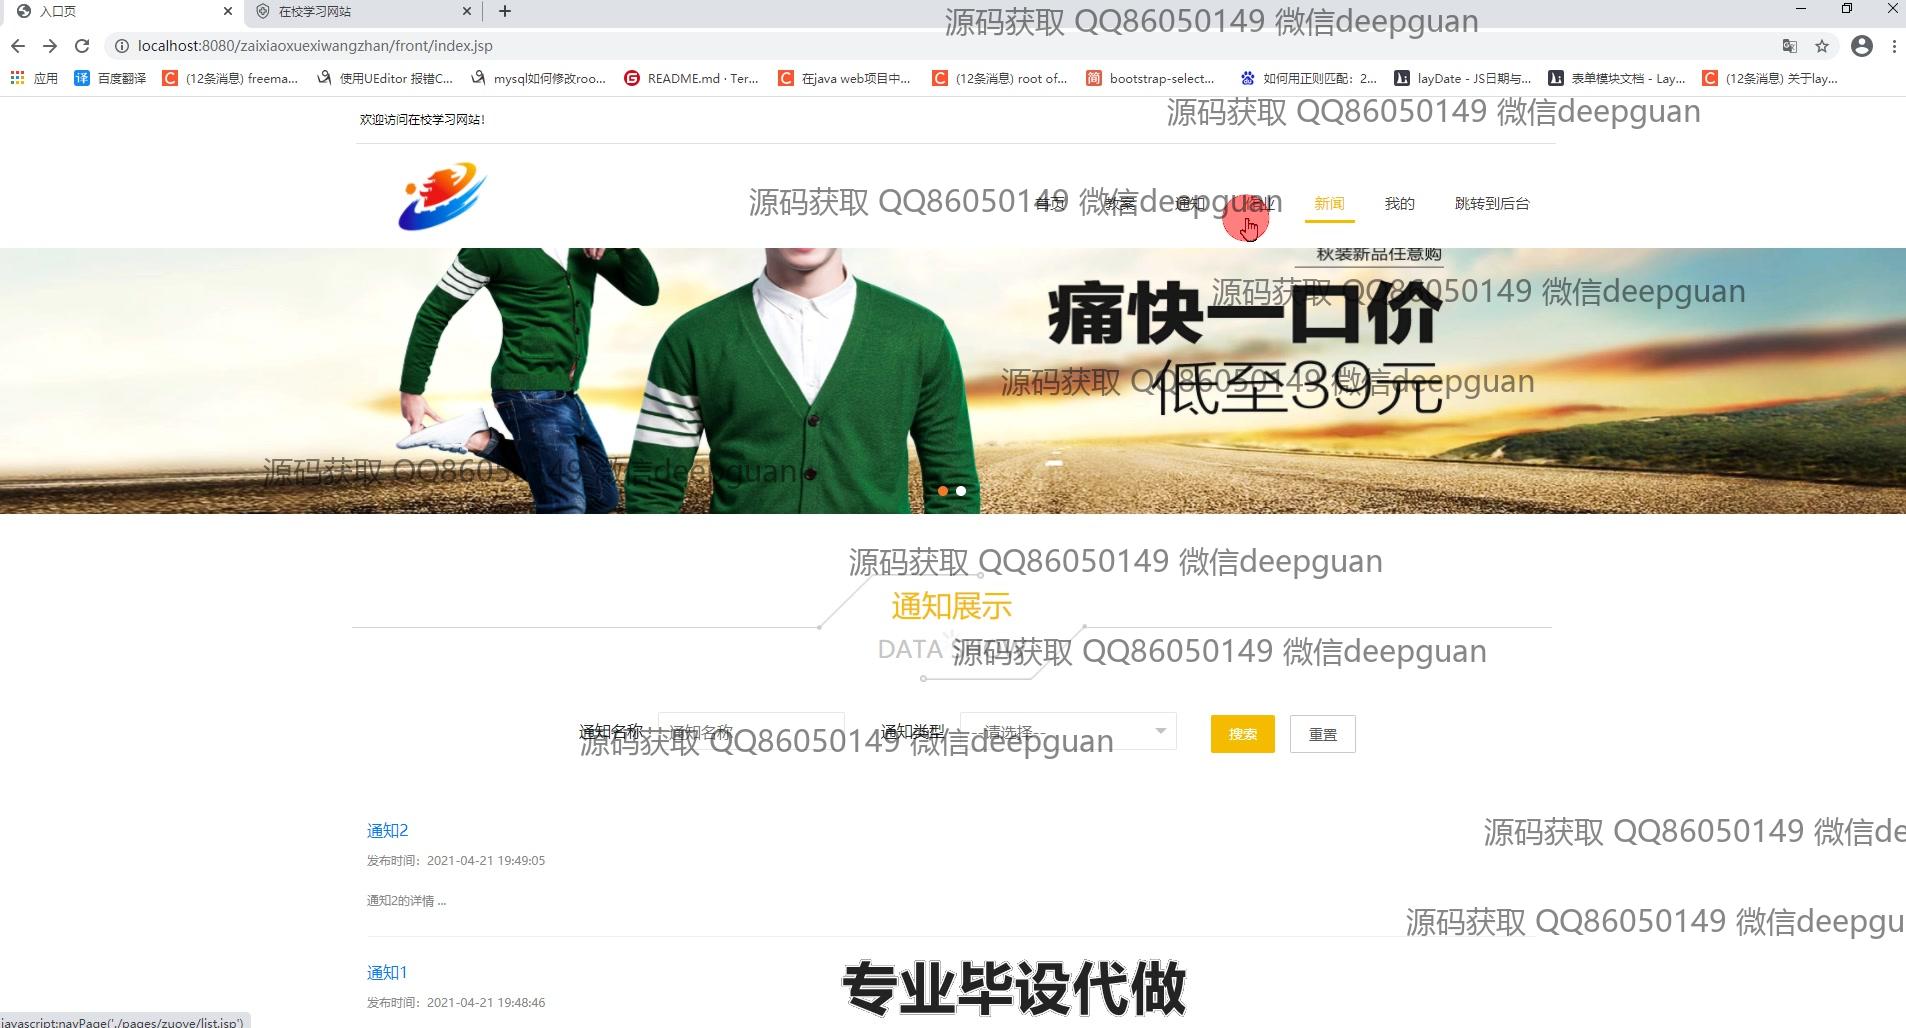 入口页
在校学习网站
localhost:8080/zaixiaoxuexiwangzhan/front/index.jsp
应用
百度翻译
(12条消息) freema...
使用UEditor 报错C...
mysql如何修改roo...
README.md · Ter...
在java web项目中...
(12条消息) root of...
bootstrap-select...
如何用正则匹配：2...
layDate - JS日期与...
表单模块文档 - Lay...
(12条消息) 关于lay...
源码获取 QQ86050149 微信deepguan
源码获取 QQ86050149 微信deepguan
欢迎访问在校学习网站!
源码获取 QQ86050149 微信deepguan
首页 教案 通知 作业 新闻 我的 跳转到后台
秋装新品任意购
源码获取 QQ86050149 微信deepguan
痛快一口价
源码获取 QQ86050149 微信deepguan
低至39元
源码获取 QQ86050149 微信deepguan
源码获取 QQ86050149 微信deepguan
通知展示
DATA
源码获取 QQ86050149 微信deepguan
通知名称 通知名称 通知类型 --请选择-- 搜索 重置
源码获取 QQ86050149 微信deepguan
通知2
源码获取 QQ86050149 微信de
发布时间：2021-04-21 19:49:05
通知2的详情 ...
源码获取 QQ86050149 微信deepgu
通知1
发布时间：2021-04-21 19:48:46
专业毕设代做
javascript:navPage('./pages/zuoye/list.jsp')